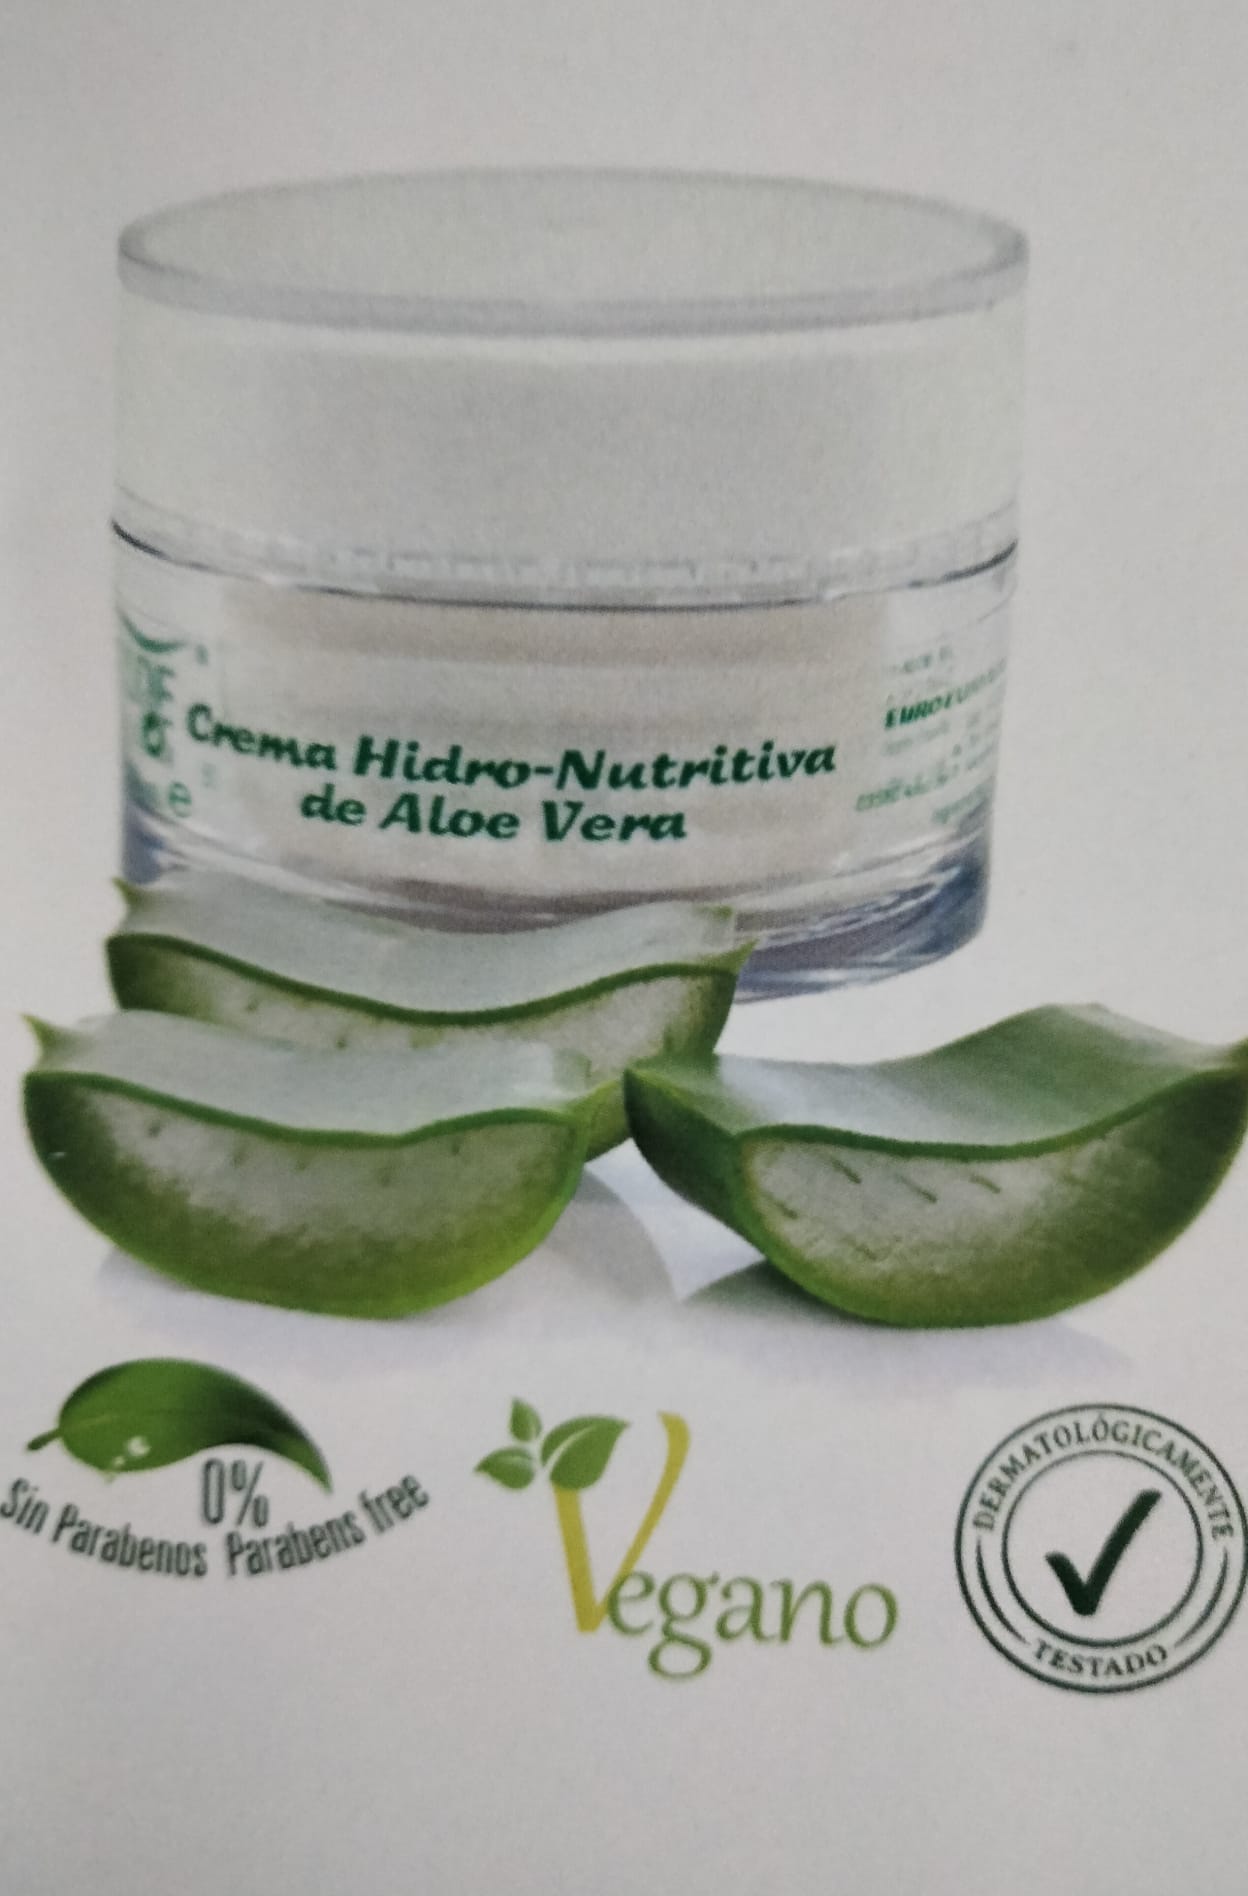 Crema Hidro-Nutritiva
de Aloe Vera
0%
Sin Parabenos Parabens free
Vegano
DERMATOLÓGICAMENTE
TESTADO